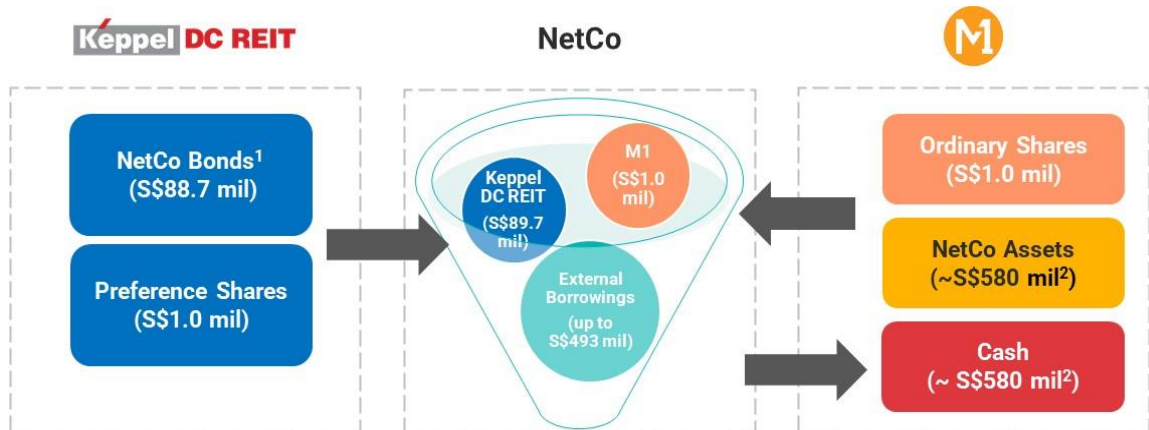 Keppel DC REIT
NetCo
M1
NetCo Bonds1
(S$88.7 mil)
Preference Shares
(S$1.0 mil)
Keppel
DC REIT
(S$89.7
mil)
M1
(S$1.0
mil)
External
Borrowings
(up to
S$493 mil)
Ordinary Shares
(S$1.0 mil)
NetCo Assets
(~S$580 mil2)
Cash
(~ S$580 mil2)